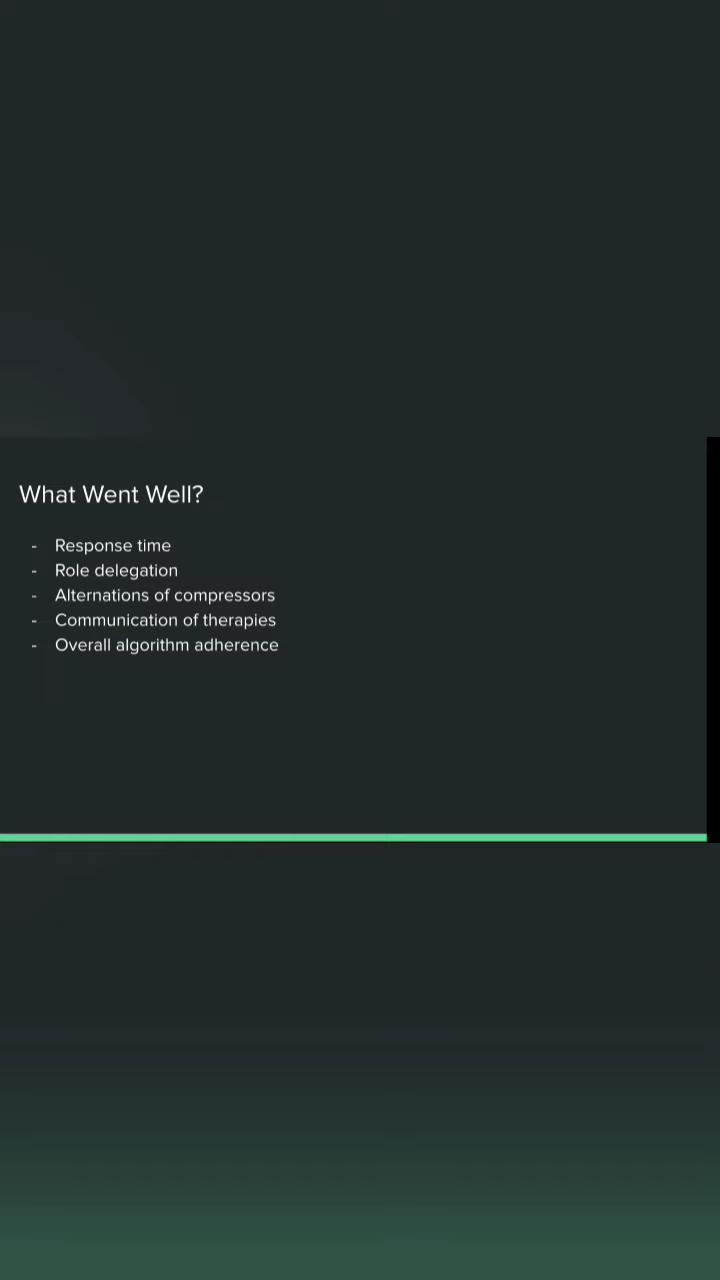 What Went Well?
- Response time
- Role delegation
- Alternations of compressors
- Communication of therapies
- Overall algorithm adherence